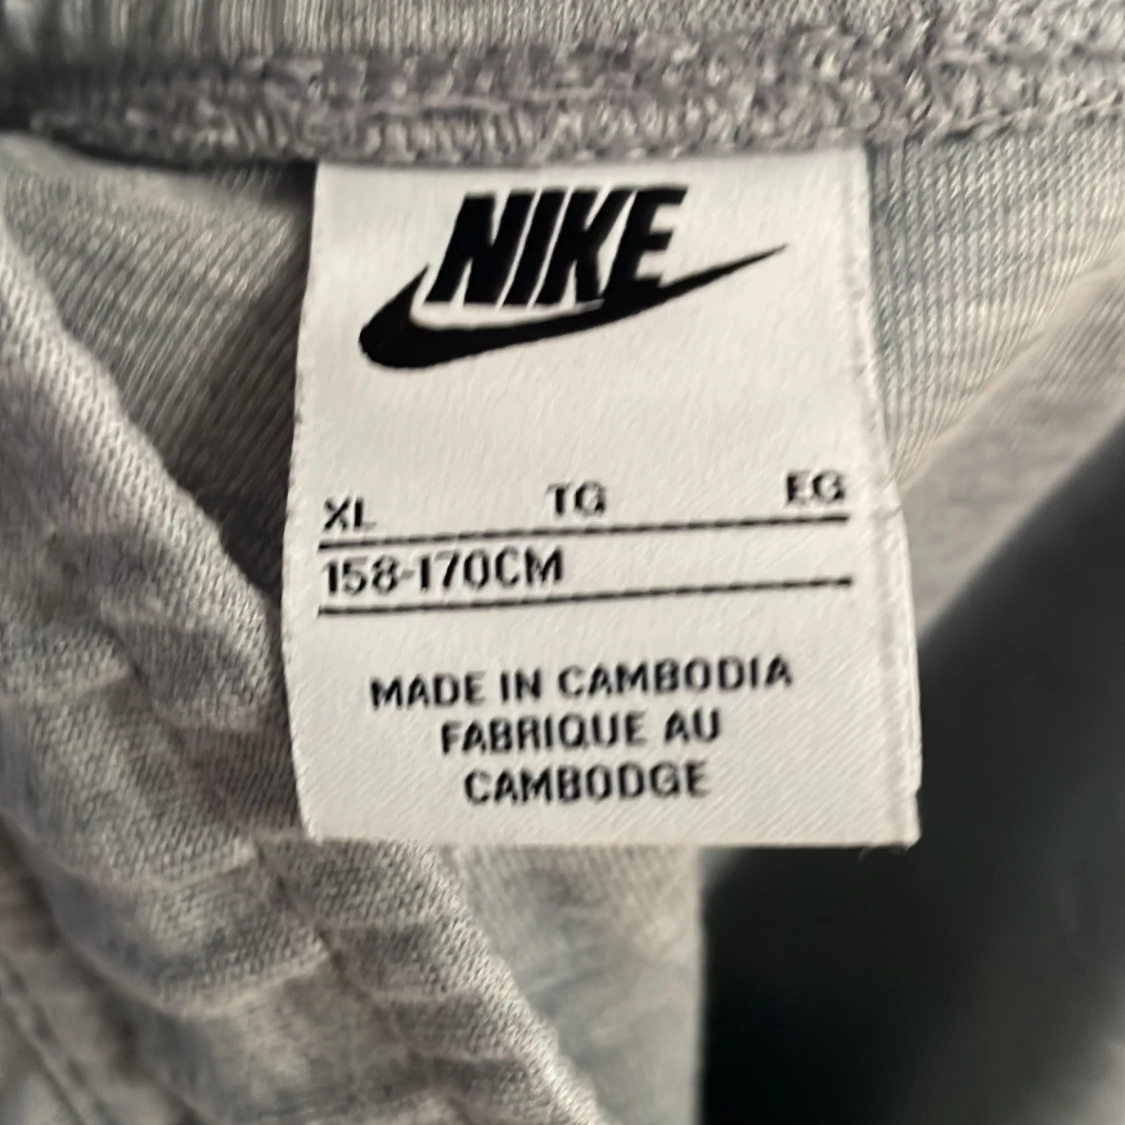 NIKE
XL TG EG
158-170CM
MADE IN CAMBODIA
FABRIQUE AU
CAMBODGE